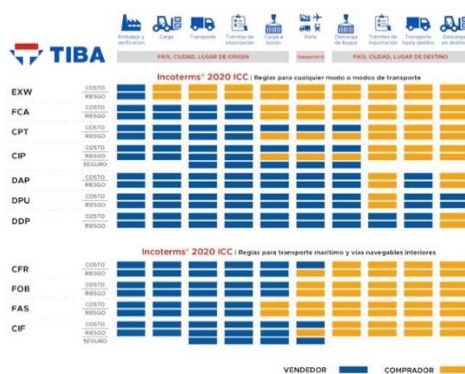 Embalaje y verificación
Carga
Transporte
Trámites de exportación
Carga a bordo
Flete
Descarga de buque
Trámites de importación
Transporte hasta destino
Descarga en destino
TIBA
PAÍS, CIUDAD, LUGAR DE ORIGEN
TRANSPORTE
PAÍS, CIUDAD, LUGAR DE DESTINO
Incoterms® 2020 ICC | Reglas para cualquier modo o modos de transporte
EXW
COSTO
RIESGO
FCA
COSTO
RIESGO
CPT
COSTO
RIESGO
CIP
COSTO
RIESGO
SEGURO
DAP
COSTO
RIESGO
DPU
COSTO
RIESGO
DDP
COSTO
RIESGO
Incoterms® 2020 ICC | Reglas para transporte marítimo y vías navegables interiores
CFR
COSTO
RIESGO
FOB
COSTO
RIESGO
FAS
COSTO
RIESGO
CIF
COSTO
RIESGO
SEGURO
VENDEDOR
COMPRADOR